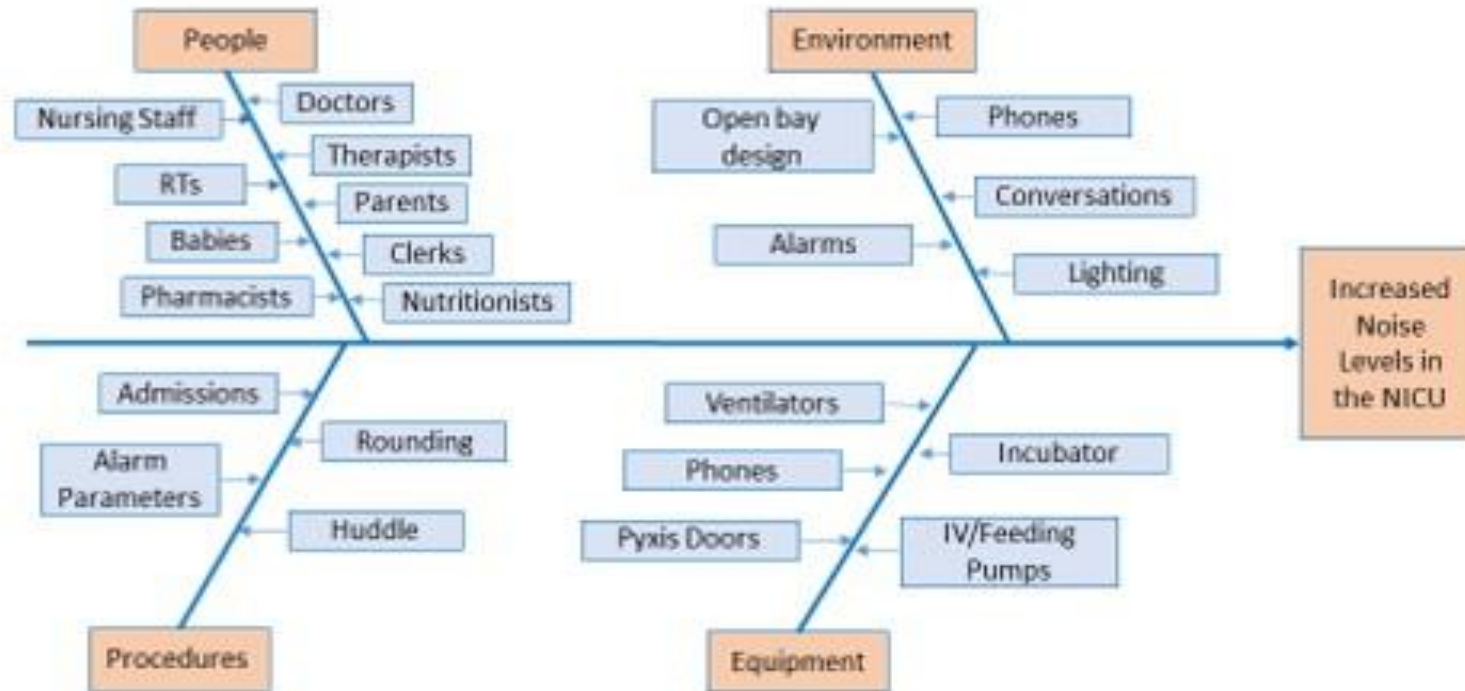 People
Environment
Doctors
Nursing Staff
Therapists
RTs
Parents
Babies
Clerks
Pharmacists
Nutritionists
Open bay
design
Phones
Conversations
Alarms
Lighting
Increased
Noise
Levels in
the NICU
Admissions
Rounding
Alarm
Parameters
Huddle
Procedures
Ventilators
Incubator
Phones
Pyxis Doors
IV/Feeding
Pumps
Equipment